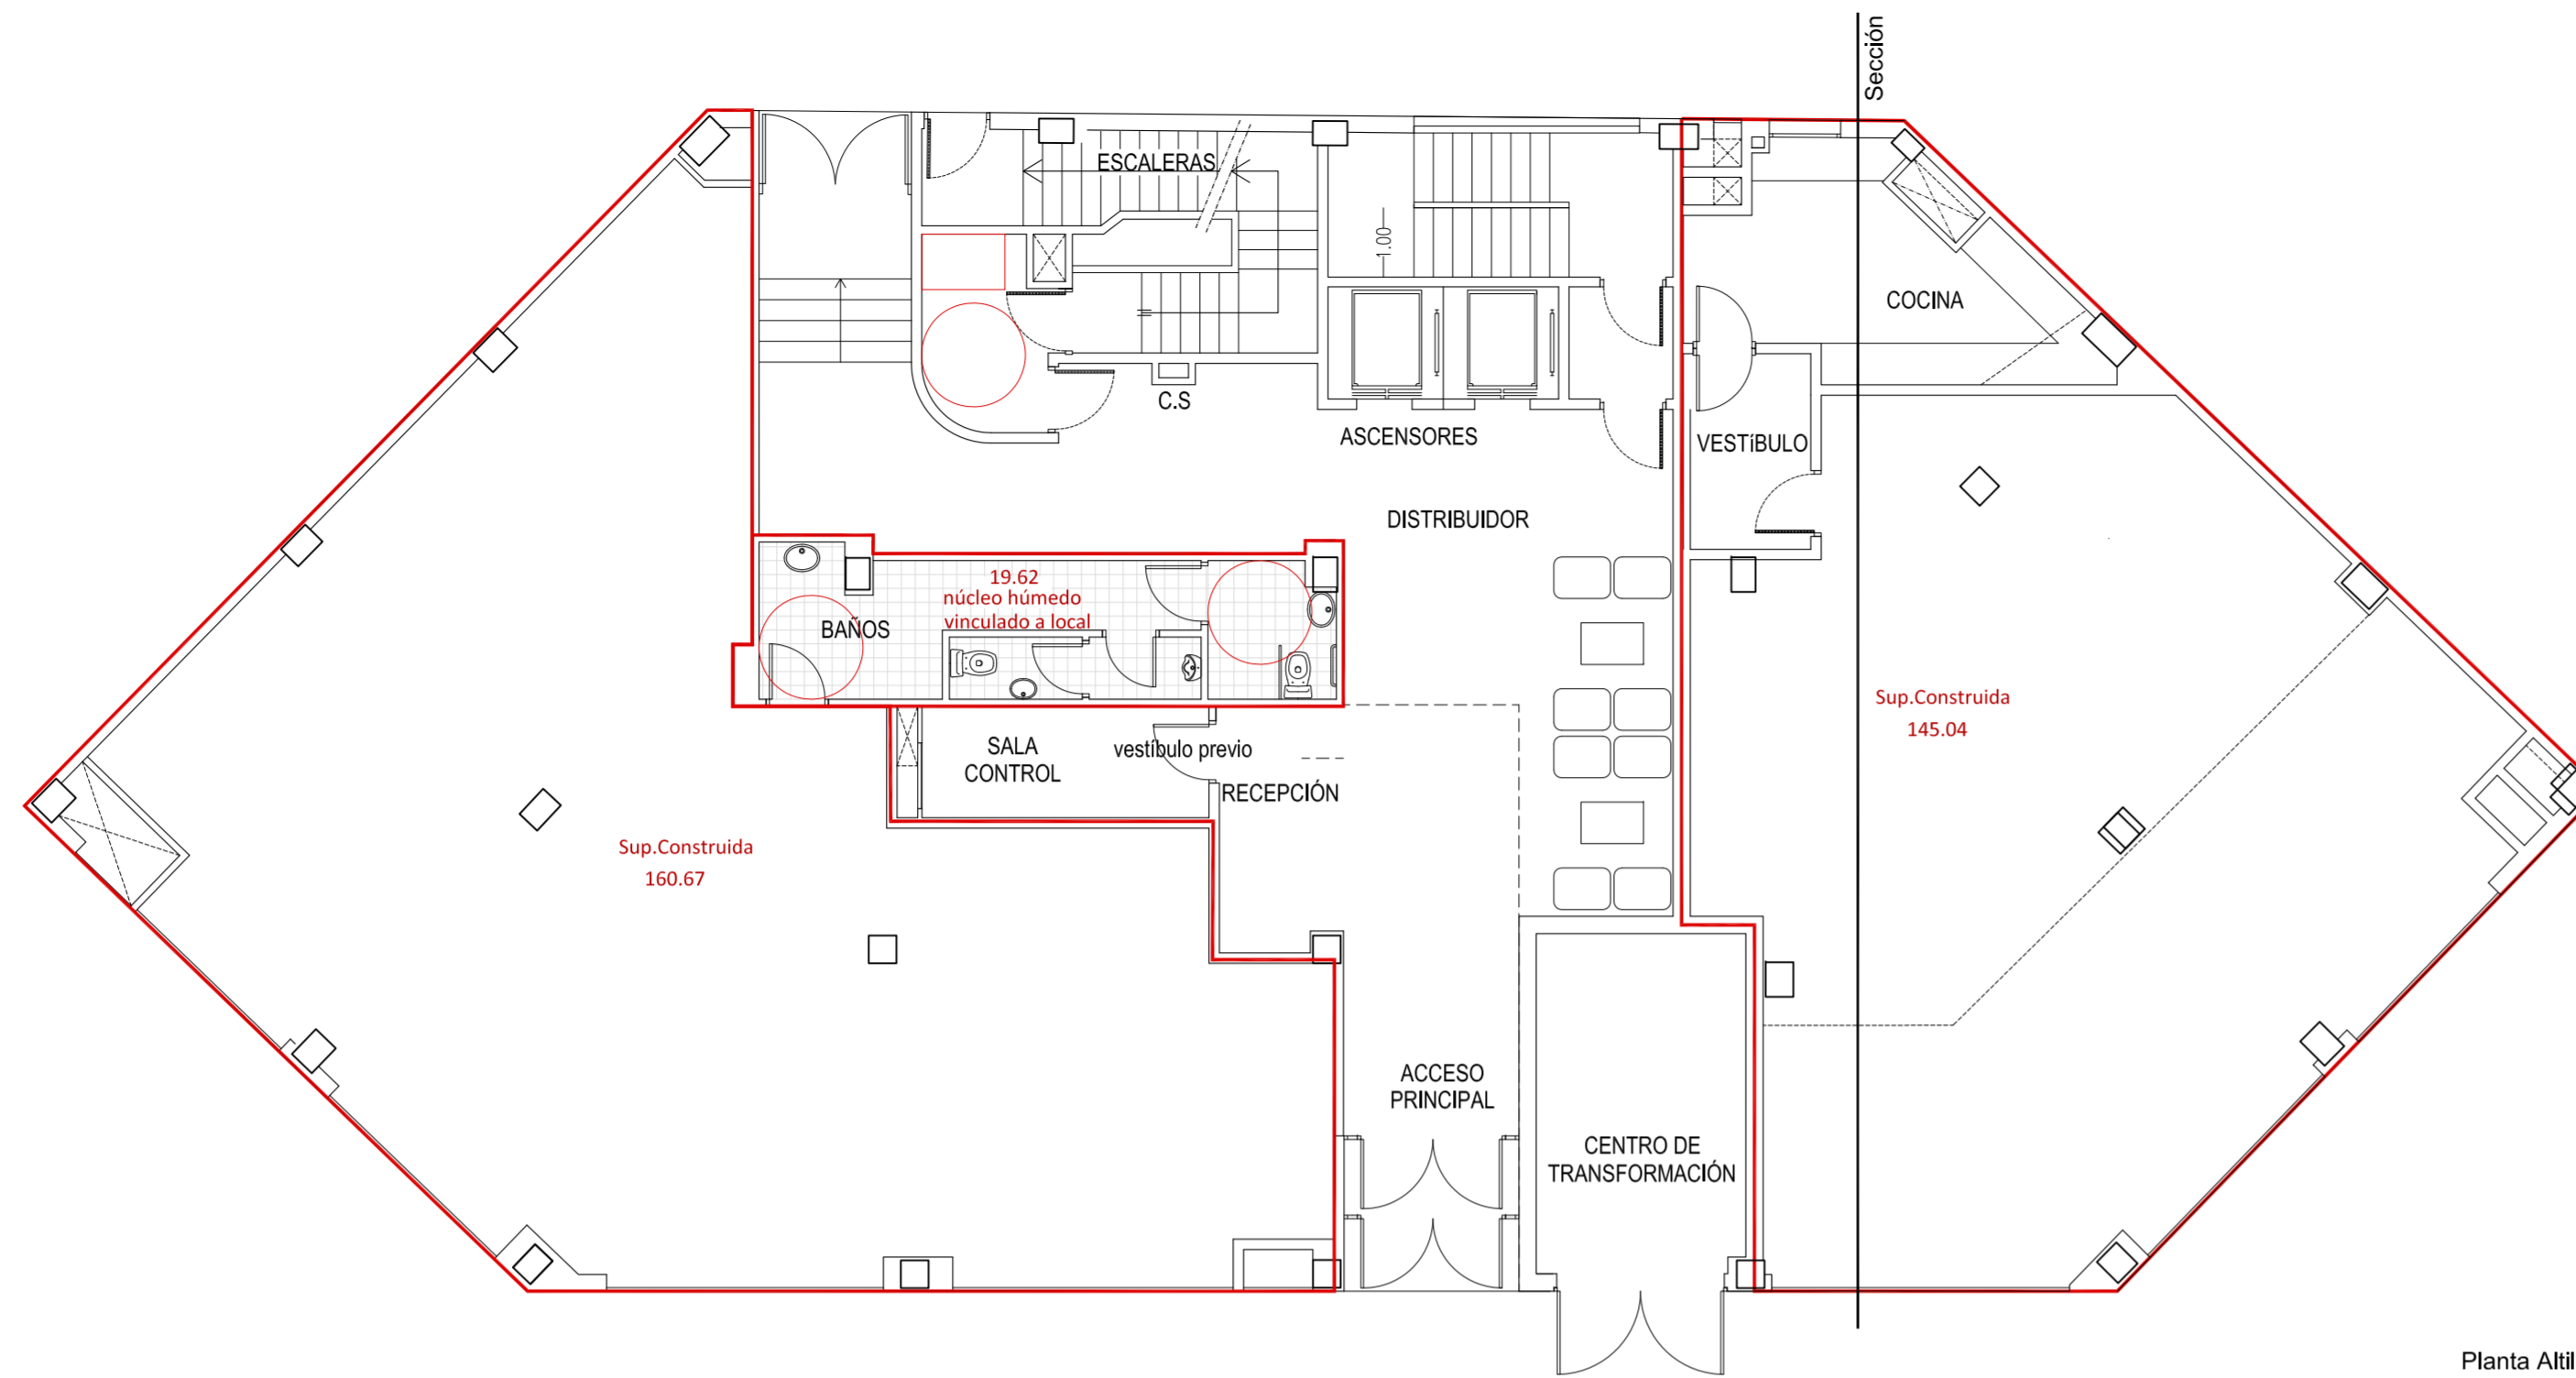 Sección
ESCALERAS
1.00
COCINA
C.S
ASCENSORES
VESTíBULO
DISTRIBUIDOR
19.62
núcleo húmedo
vinculado a local
BAÑOS
Sup.Construida
145.04
SALA
CONTROL
vestíbulo previo
RECEPCIÓN
Sup.Construida
160.67
ACCESO
PRINCIPAL
CENTRO DE
TRANSFORMACIÓN
Planta Altil